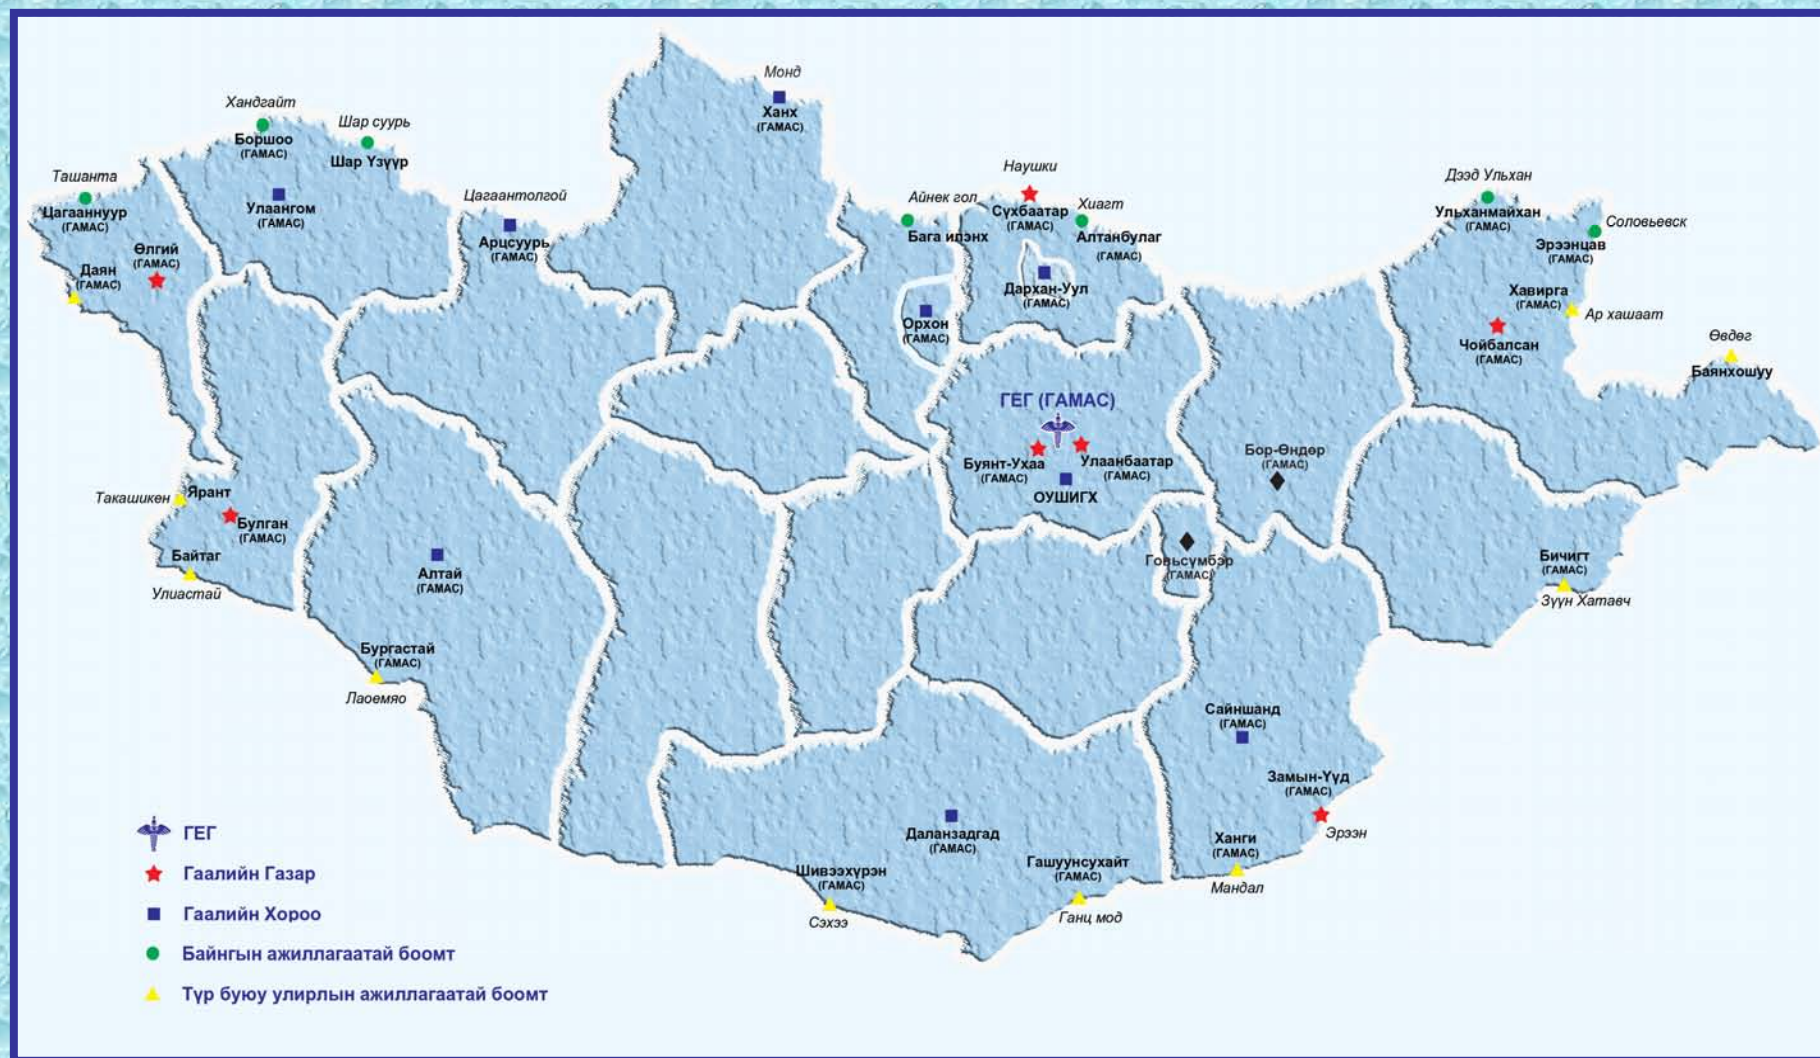 Монд
Ханх
(ГАМАС)
Хандгайт
Боршоо
(ГАМАС)
Шар суурь
Шар Үзүүр
Ташанта
Цагааннуур
(ГАМАС)
Улаангом
(ГАМАС)
Цагаантолгой
Арцсуурь
(ГАМАС)
Өлгий
(ГАМАС)
Даян
(ГАМАС)
Айнек гол
Бага илэнх
Наушки
Сүхбаатар
(ГАМАС)
Хиагт
Алтанбулаг
(ГАМАС)
Дархан-Уул
(ГАМАС)
Орхон
(ГАМАС)
Дээд Ульхан
Ульханмайхан
(ГАМАС)
Соловьевск
Эрээнцав
(ГАМАС)
Хавирга
(ГАМАС)
Ар хашаат
Чойбалсан
(ГАМАС)
Өвдөг
Баянхошуу
ГЕГ (ГАМАС)
Буянт-Ухаа
(ГАМАС)
Улаанбаатар
(ГАМАС)
ОУШИГХ
Бор-Өндөр
(ГАМАС)
Говьсүмбэр
(ГАМАС)
Такашикен
Ярант
Булган
(ГАМАС)
Байтаг
Улиастай
Алтай
(ГАМАС)
Бургастай
(ГАМАС)
Лаоемяо
Бичигт
(ГАМАС)
Зүүн Хатавч
Сайншанд
(ГАМАС)
Замын-Үүд
(ГАМАС)
Эрээн
Ханги
(ГАМАС)
Мандал
Даланзадгад
(ГАМАС)
Гашуунсухайт
(ГАМАС)
Ганц мод
Шивээхүрэн
(ГАМАС)
Сэхээ
ГЕГ
Гаалийн Газар
Гаалийн Хороо
Байнгын ажиллагаатай боомт
Түр буюу улирлын ажиллагаатай боомт